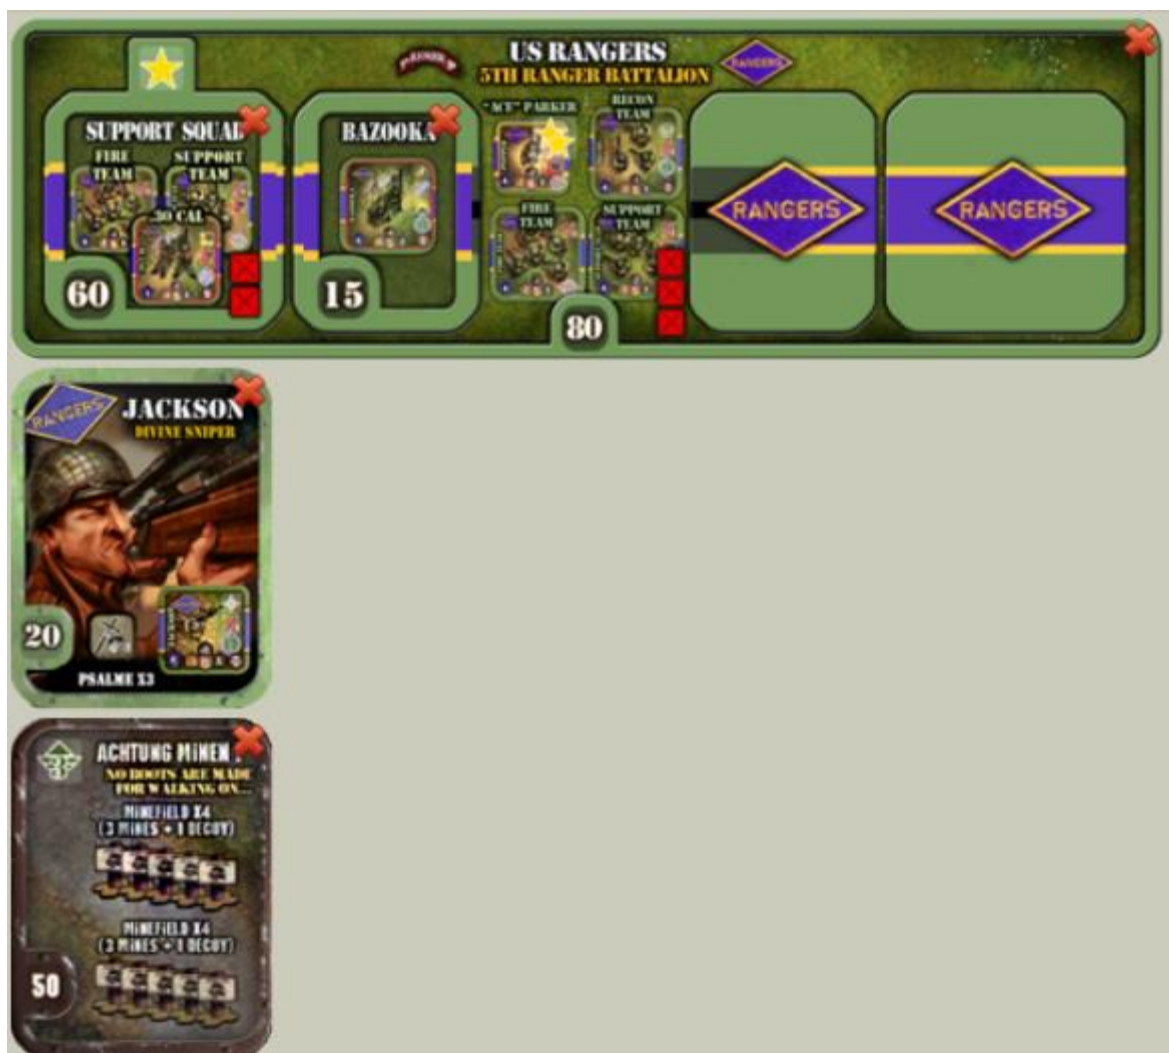 US RANGERS
5TH RANGER BATTALION
RANGERS
SUPPORT SQUAD
FIRE
TEAM
SUPPORT
TEAM
.30 CAL
60
BAZOOKA
15
"ACE" PARKER
RECON
TEAM
FIRE
TEAM
SUPPORT
TEAM
80
RANGERS
RANGERS
RANGERS
JACKSON
DIVINE SNIPER
20
PSALME X3
ACHTUNG MINEN
NO BOOTS ARE MADE
FOR WALKING ON...
MINEFIELD X4
(3 MINES + 1 DECOY)
MINEFIELD X4
(3 MINES + 1 DECOY)
50